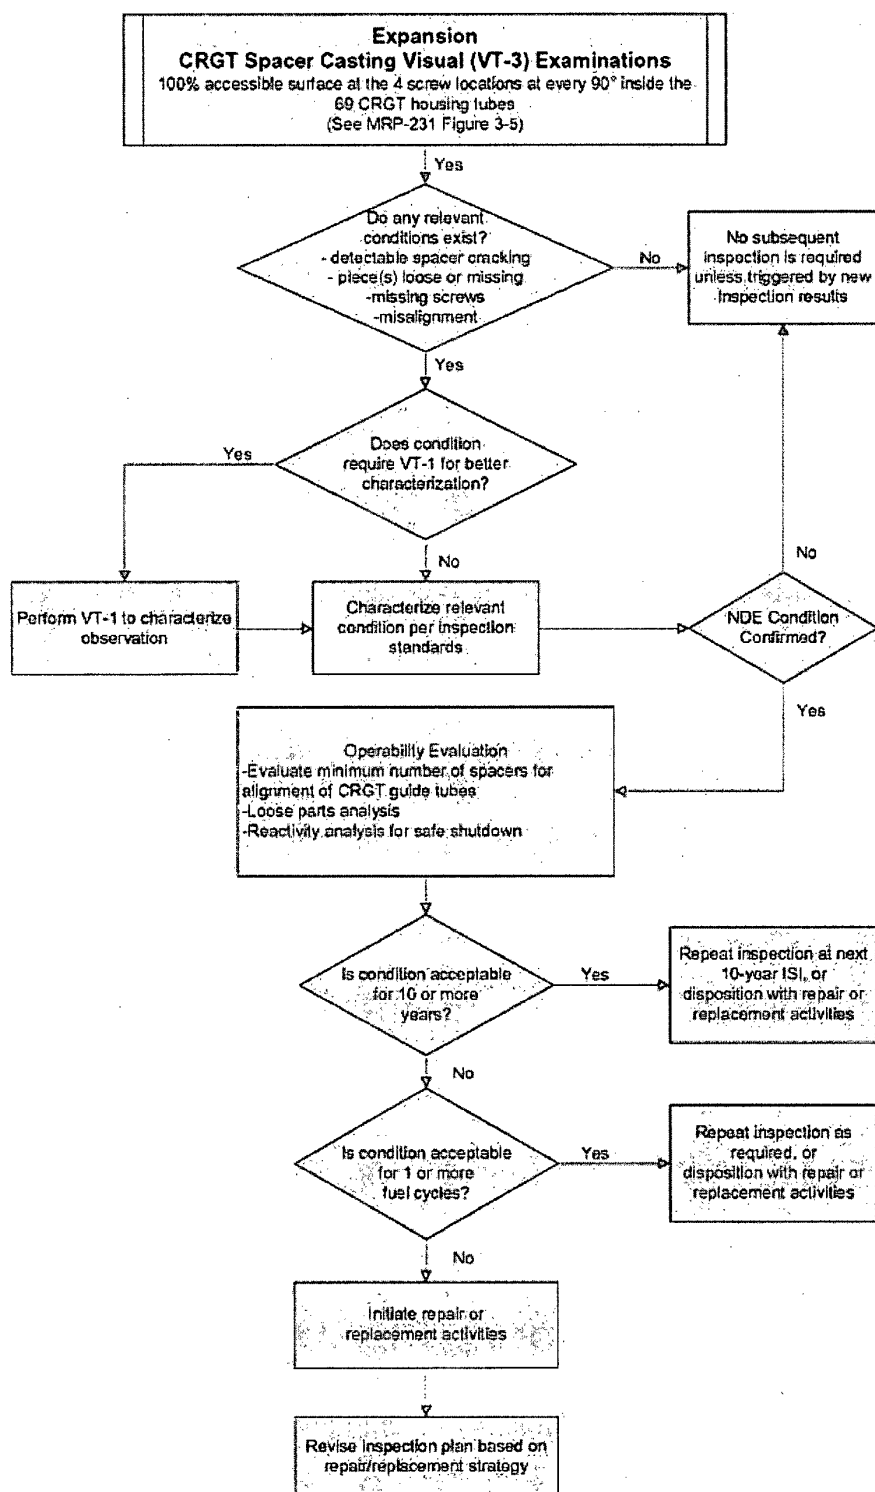 Expansion
CRGT Spacer Casting Visual (VT-3) Examinations
100% accessible surface at the 4 screw locations at every 90° inside the
69 CRGT housing tubes
(See MRP-231 Figure 3-5)
Yes
Do any relevant
conditions exist?
- detectable spacer cracking
- piece(s) loose or missing
-missing screws
-misalignment
No
No subsequent
inspection is required
unless triggered by new
Inspection results
Yes
Does condition
require VT-1 for better
characterization?
Yes
No
No
Perform VT-1 to characterize
observation
Characterize relevant
condition per inspection
standards
NDE Condition
Confirmed?
Yes
Operability Evaluation
-Evaluate minimum number of spacers for
alignment of CRGT guide tubes
-Loose parts analysis
-Reactivity analysis for safe shutdown
Is condition acceptable
for 10 or more
years?
Yes
Repeat inspection at next
10-year ISI, or
disposition with repair or
replacement activities
No
Is condition acceptable
for 1 or more
fuel cycles?
Yes
Repeat inspection as
required, or
disposition with repair or
replacement activities
No
Initiate repair or
replacement activities
Revise inspection plan based on
repair/replacement strategy